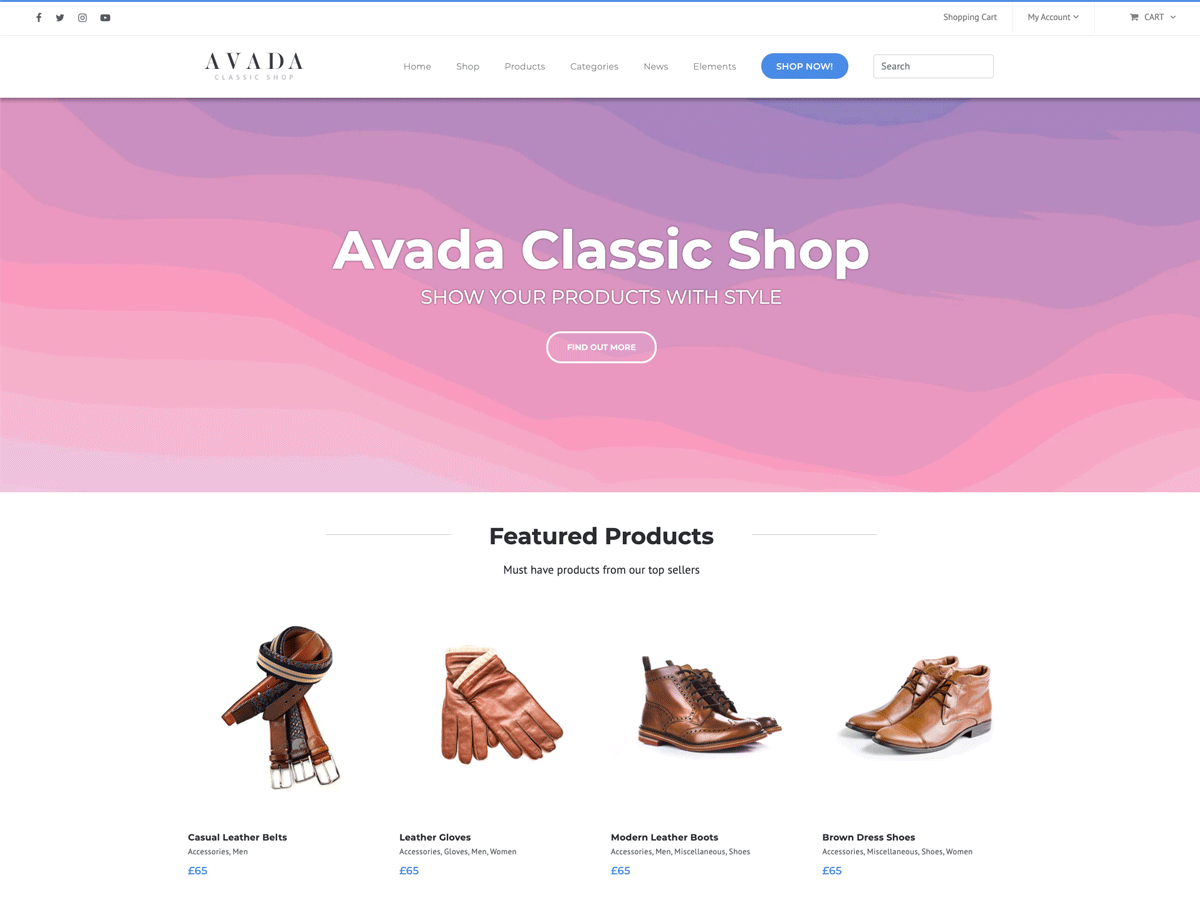 Shopping Cart
My Account
CART
AVADA
CLASSIC SHOP
Home
Shop
Products
Categories
News
Elements
SHOP NOW!
Search
Avada Classic Shop
SHOW YOUR PRODUCTS WITH STYLE
FIND OUT MORE
Featured Products
Must have products from our top sellers
Casual Leather Belts
Accessories, Men
£65
Leather Gloves
Accessories, Gloves, Men, Women
£65
Modern Leather Boots
Accessories, Men, Miscellaneous, Shoes
£65
Brown Dress Shoes
Accessories, Miscellaneous, Shoes, Women
£65